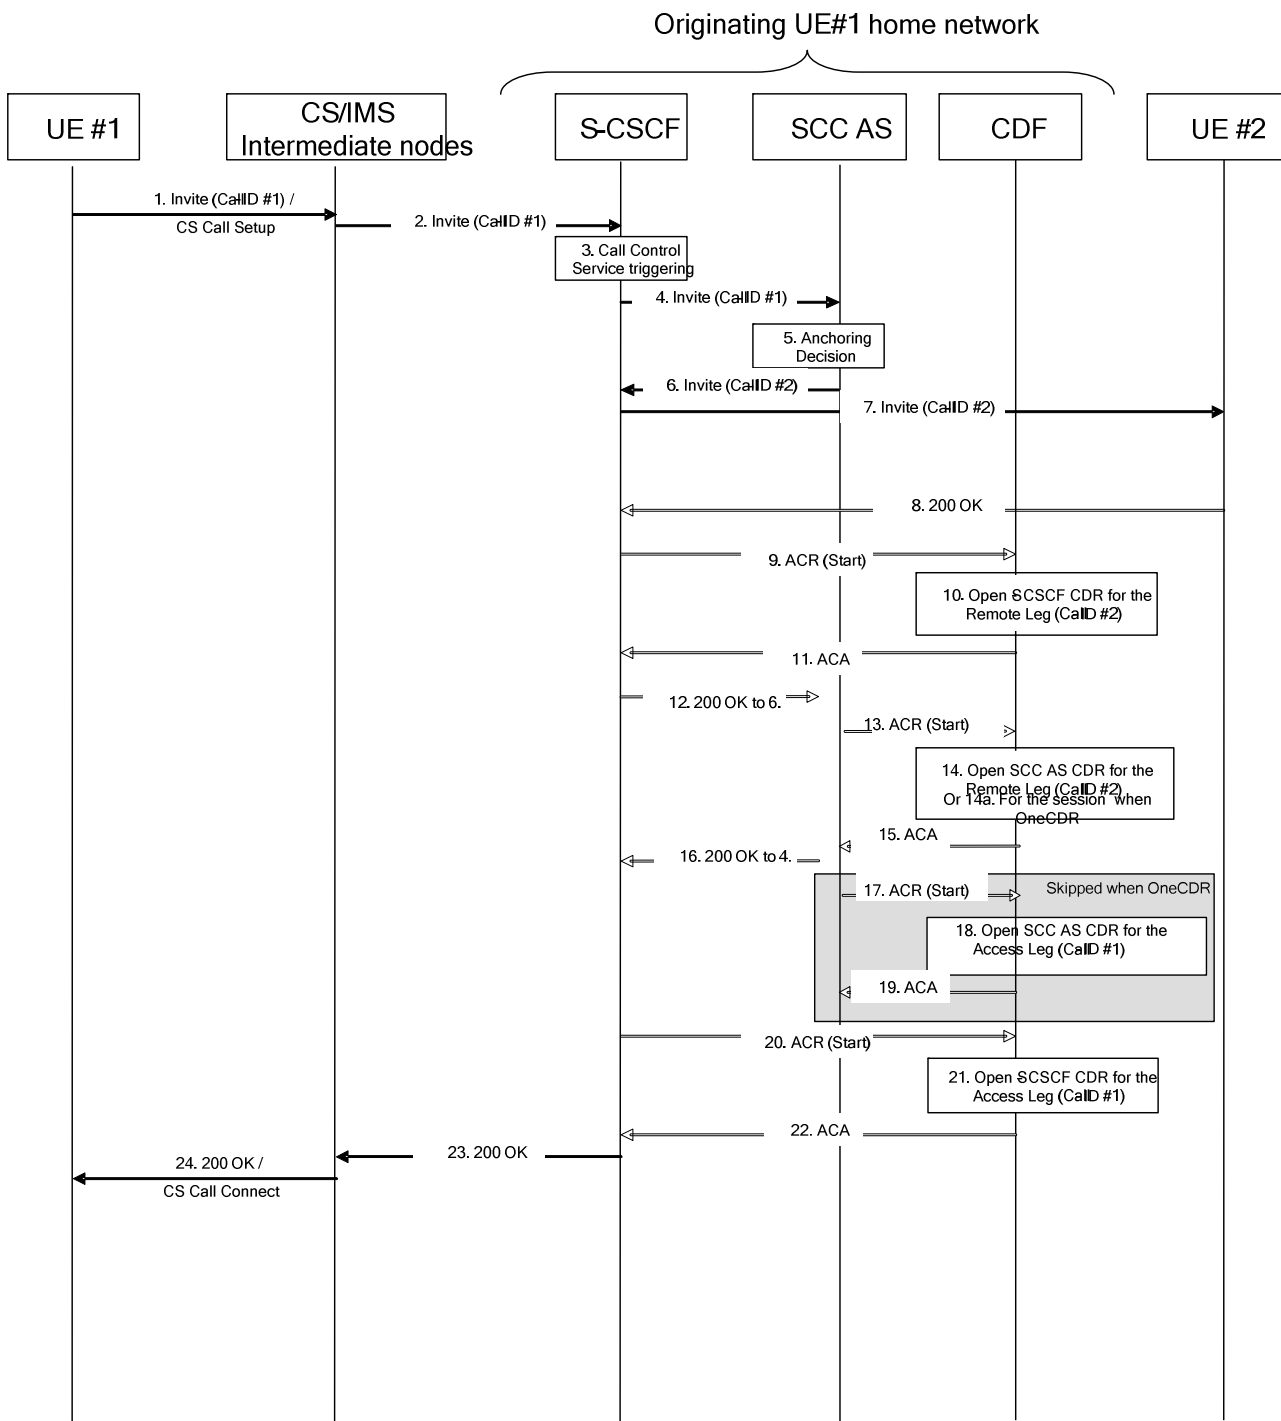 Originating UE#1 home network
UE #1
CS/IMS
Intermediate nodes
S-CSCF
SCC AS
CDF
UE #2
1. Invite (CallID #1) /
CS Call Setup
2. Invite (CallID #1)
3. Call Control
Service triggering
4. Invite (CallID #1)
5. Anchoring
Decision
6. Invite (CallID #2)
7. Invite (CallID #2)
8. 200 OK
9. ACR (Start)
10. Open S-CSCF CDR for the
Remote Leg (CallID #2)
11. ACA
12. 200 OK to 6.
13. ACR (Start)
14. Open SCC AS CDR for the
Remote Leg (CallID #2)
Or 14a. For the session when
OneCDR
15. ACA
16. 200 OK to 4.
17. ACR (Start)
Skipped when OneCDR
18. Open SCC AS CDR for the
Access Leg (CallID #1)
19. ACA
20. ACR (Start)
21. Open S-CSCF CDR for the
Access Leg (CallID #1)
22. ACA
23. 200 OK
24. 200 OK /
CS Call Connect